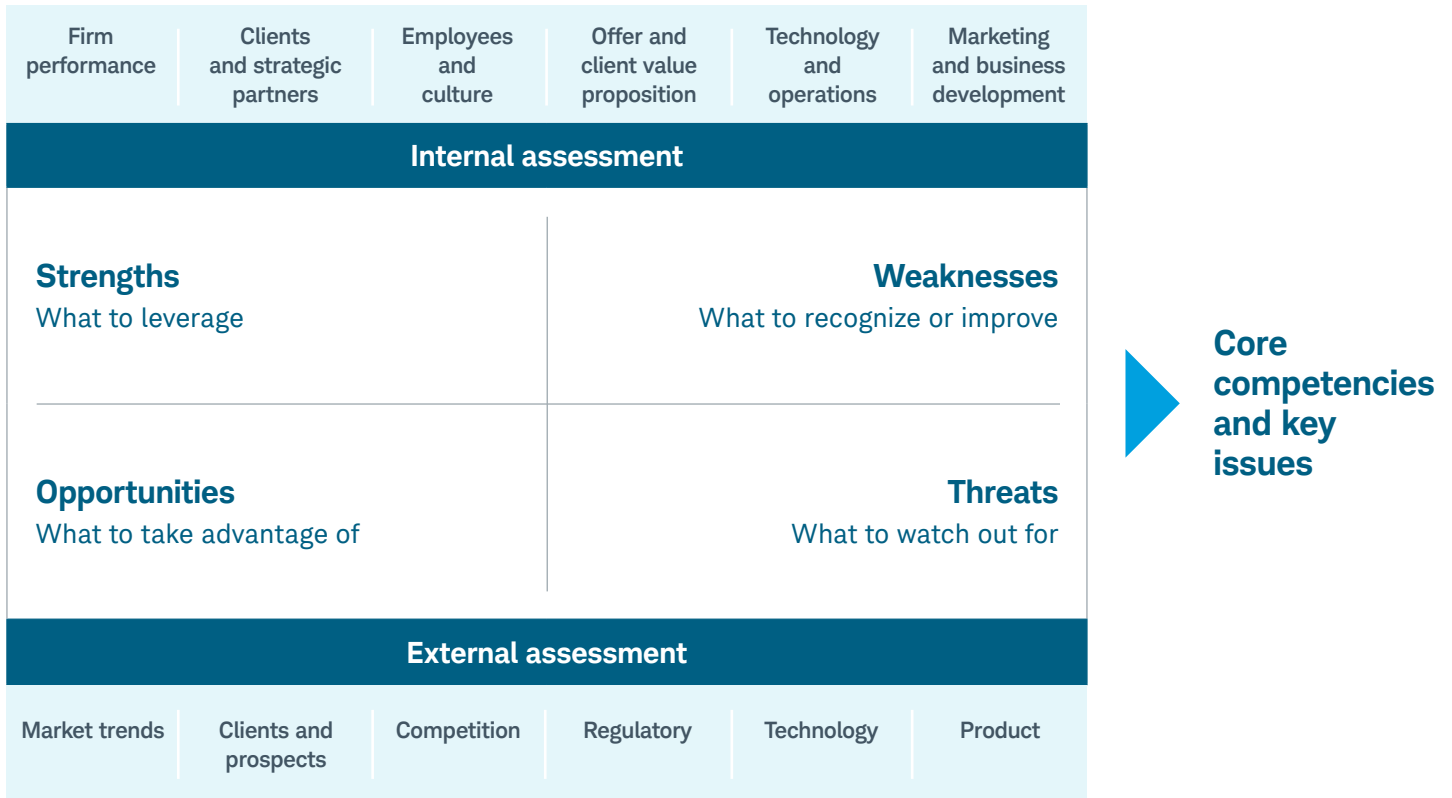 Firm
performance
Clients
and strategic
partners
Employees
and
culture
Offer and
client value
proposition
Technology
and
operations
Marketing
and business
development
Internal assessment
Strengths
What to leverage
Weaknesses
What to recognize or improve
Opportunities
What to take advantage of
Threats
What to watch out for
External assessment
Market trends
Clients and
prospects
Competition
Regulatory
Technology
Product
Core
competencies
and key
issues